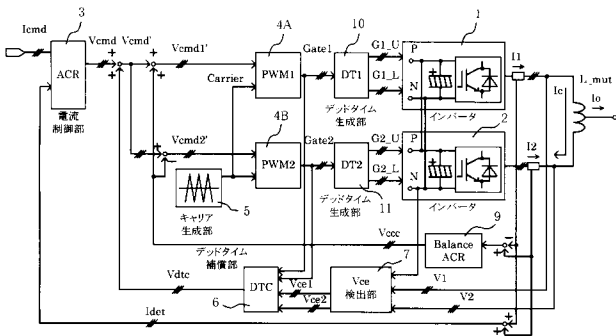 Icmd
3
ACR
電流
制御部
Vcmd
Vcmd'
Vcmd1'
Carrier
4A
PWM1
Gate1
10
DT1
デッドタイム
生成部
G1_U
G1_L
1
P
N
インバータ
I1
L_mut
Ic
Io
Vcmd2'
4B
PWM2
Gate2
DT2
11
デッドタイム
生成部
G2_U
G2_L
2
P
N
インバータ
I2
キャリア
生成部
5
Vccc
Balance
ACR
9
デッドタイム
補償部
DTC
6
Vdtc
Vce1
Vce2
Vce
検出部
7
V1
V2
Idet